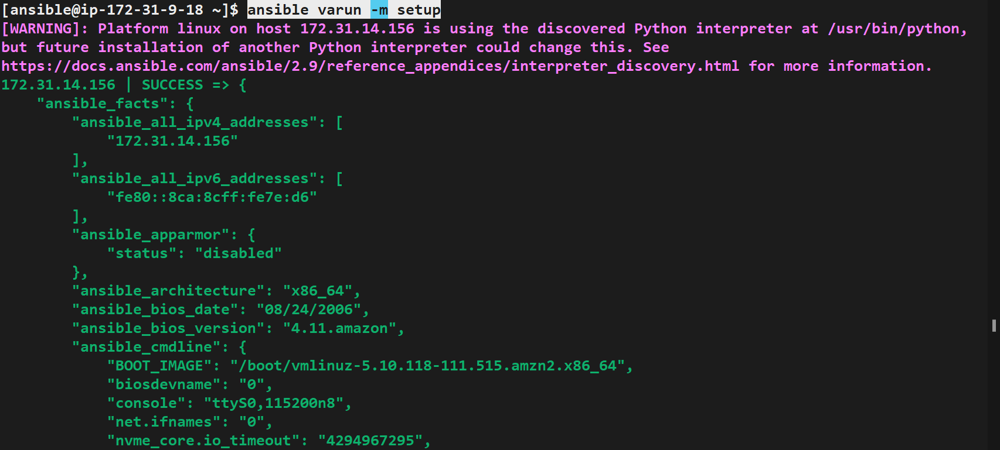 [ansible@ip-172-31-9-18 ~]$ ansible varun -m setup
[WARNING]: Platform linux on host 172.31.14.156 is using the discovered Python interpreter at /usr/bin/python,
but future installation of another Python interpreter could change this. See
https://docs.ansible.com/ansible/2.9/reference_appendices/interpreter_discovery.html for more information.
172.31.14.156 | SUCCESS => {
    "ansible_facts": {
        "ansible_all_ipv4_addresses": [
            "172.31.14.156"
        ],
        "ansible_all_ipv6_addresses": [
            "fe80::8ca:8cff:fe7e:d6"
        ],
        "ansible_apparmor": {
            "status": "disabled"
        },
        "ansible_architecture": "x86_64",
        "ansible_bios_date": "08/24/2006",
        "ansible_bios_version": "4.11.amazon",
        "ansible_cmdline": {
            "BOOT_IMAGE": "/boot/vmlinuz-5.10.118-111.515.amzn2.x86_64",
            "biosdevname": "0",
            "console": "ttyS0,115200n8",
            "net.ifnames": "0",
            "nvme_core.io_timeout": "4294967295",